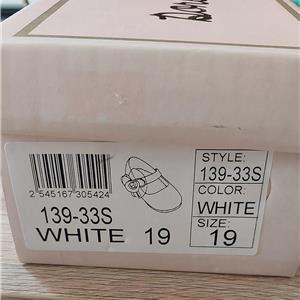 2 545167 305424
139-33S
WHITE 19
STYLE:
139-33S
COLOR:
WHITE
SIZE:
19